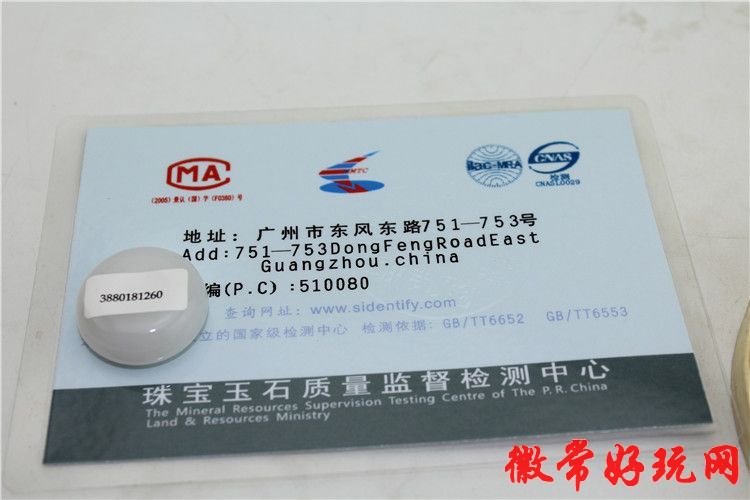 MA
(2005)量认(国)字(F0380)号
MTC
ilac-MRA
CNAS
检测
CNASL0029
地址：广州市东风东路751—753号
Add:751—753DongFengRoadEast
Guangzhou.china
编(P.C):510080
查询网址: www.sidentify.com
立的国家级检测中心 检测依据: GB/TT6652 GB/TT6553
3880181260
珠宝玉石质量监督检测中心
The Mineral Resources Supervision Testing Centre of The P.R.China
Land & Resources Ministry
徽常好玩网